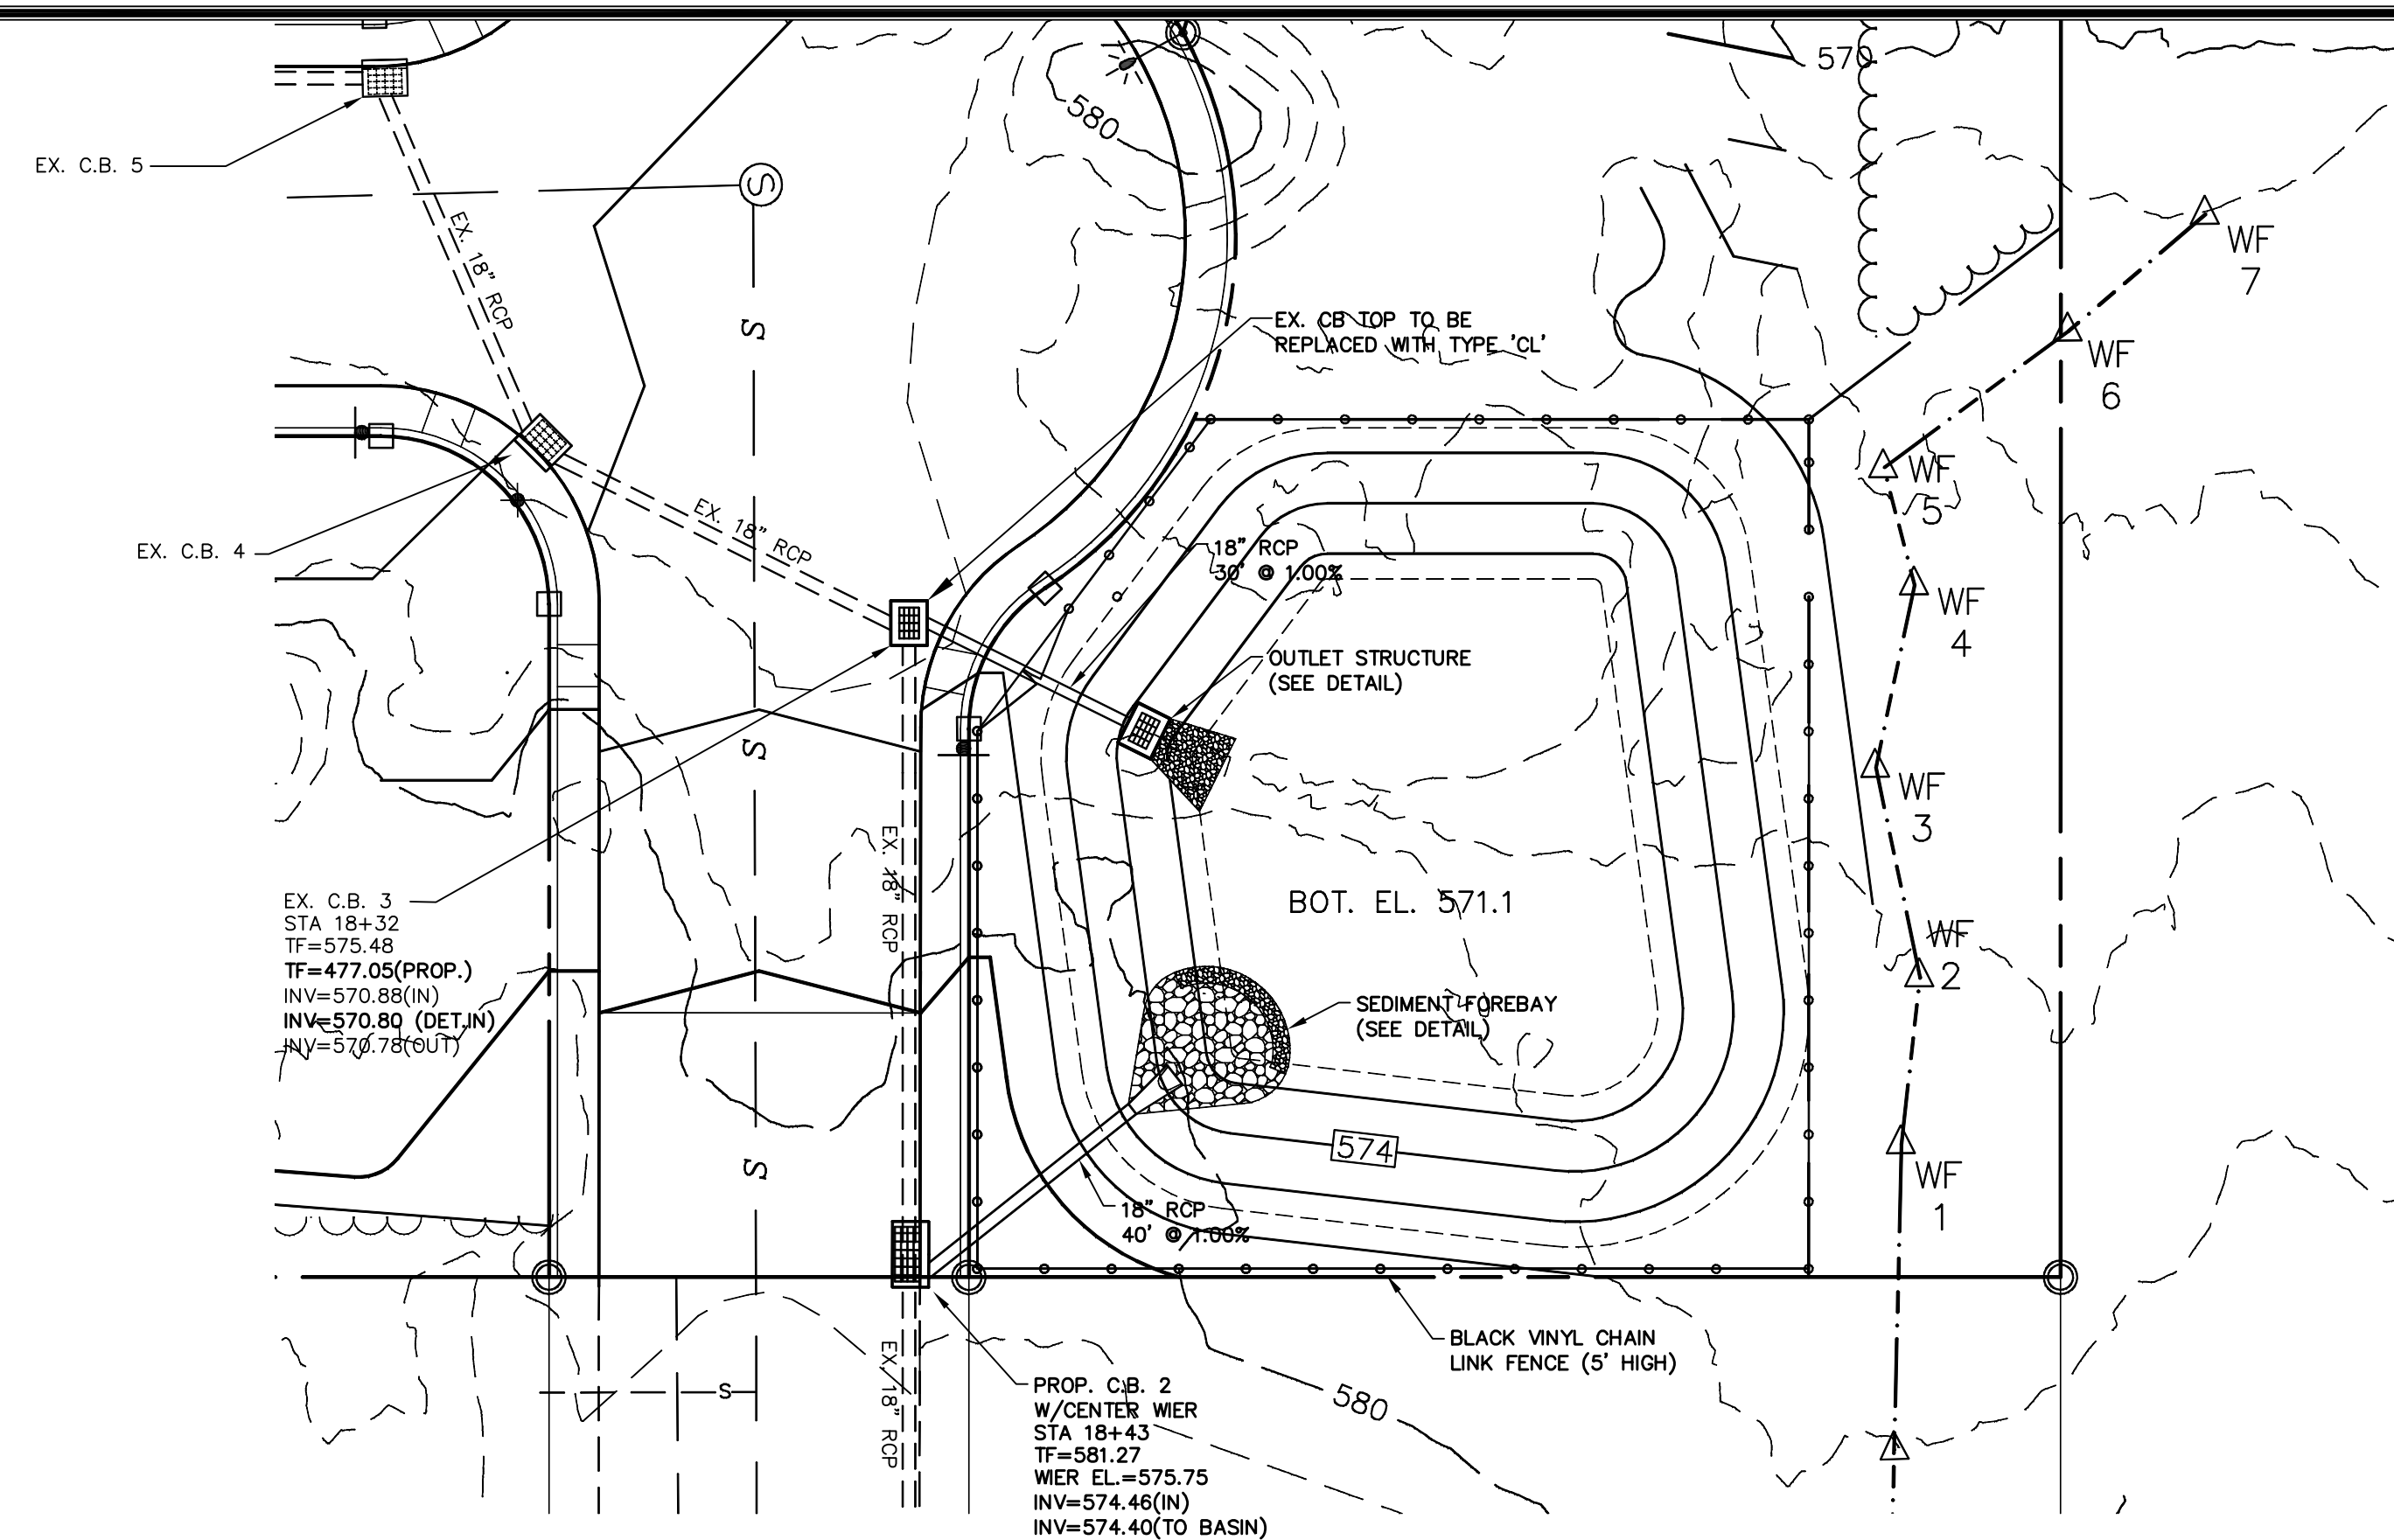 570
580
EX. C.B. 5
WF
7
EX. 18" RCP
S
S
EX. CB TOP TO BE
REPLACED WITH TYPE 'CL'
WF
6
WF
5
EX. 18" RCP
EX. C.B. 4
18" RCP
30' @ 1.00%
WF
4
OUTLET STRUCTURE
(SEE DETAIL)
S
WF
3
EX. 18" RCP
EX. C.B. 3
STA 18+32
TF=575.48
TF=477.05(PROP.)
INV=570.88(IN)
INV=570.80 (DET.IN)
INV=570.78(OUT)
BOT. EL. 571.1
WF
2
SEDIMENT FOREBAY
(SEE DETAIL)
574
S
WF
1
18" RCP
40' @ 1.00%
BLACK VINYL CHAIN
LINK FENCE (5' HIGH)
EX. 18" RCP
S
580
PROP. C.B. 2
W/CENTER WIER
STA 18+43
TF=581.27
WIER EL.=575.75
INV=574.46(IN)
INV=574.40(TO BASIN)